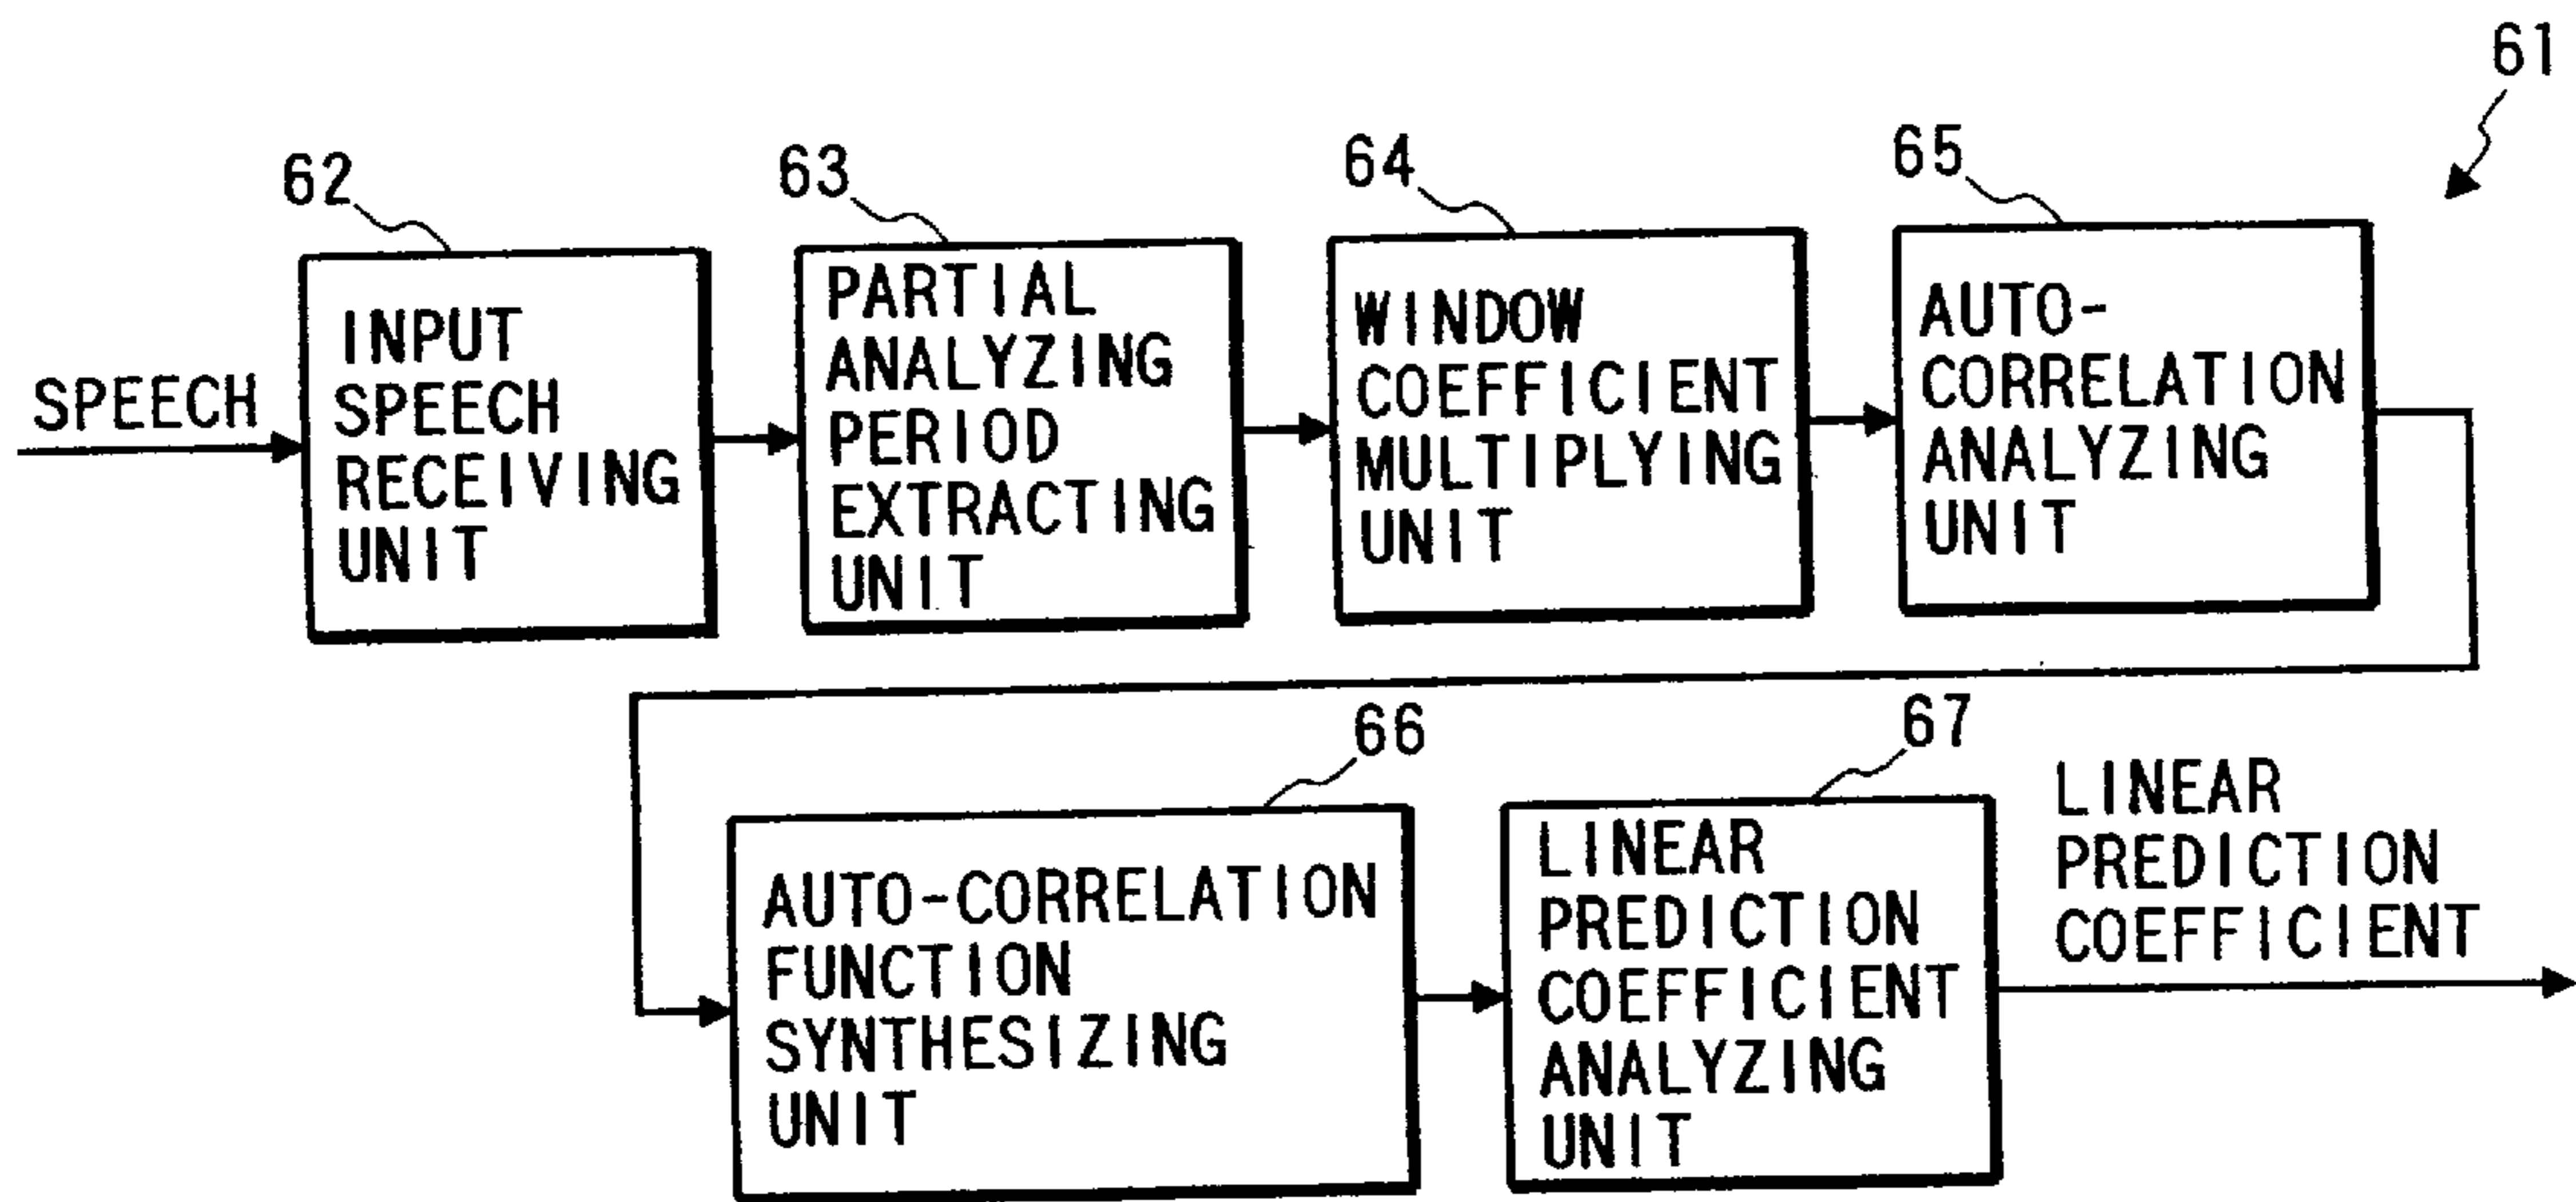 61
62
63
64
65
SPEECH
INPUT
SPEECH
RECEIVING
UNIT
PARTIAL
ANALYZING
PERIOD
EXTRACTING
UNIT
WINDOW
COEFFICIENT
MULTIPLYING
UNIT
AUTO-
CORRELATION
ANALYZING
UNIT
66
67
AUTO-CORRELATION
FUNCTION
SYNTHESIZING
UNIT
LINEAR
PREDICTION
COEFFICIENT
ANALYZING
UNIT
LINEAR
PREDICTION
COEFFICIENT